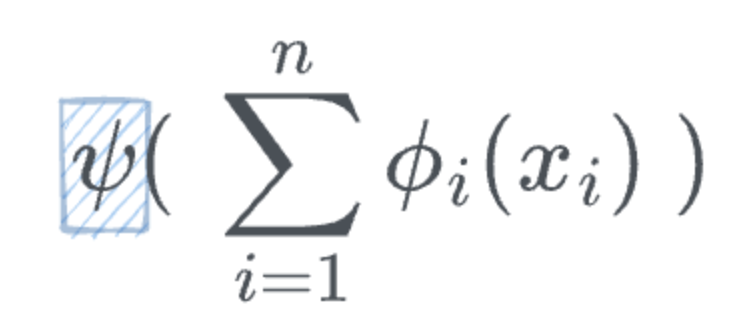 ψ( ∑_{i=1}^{n} ϕ_i(x_i) )